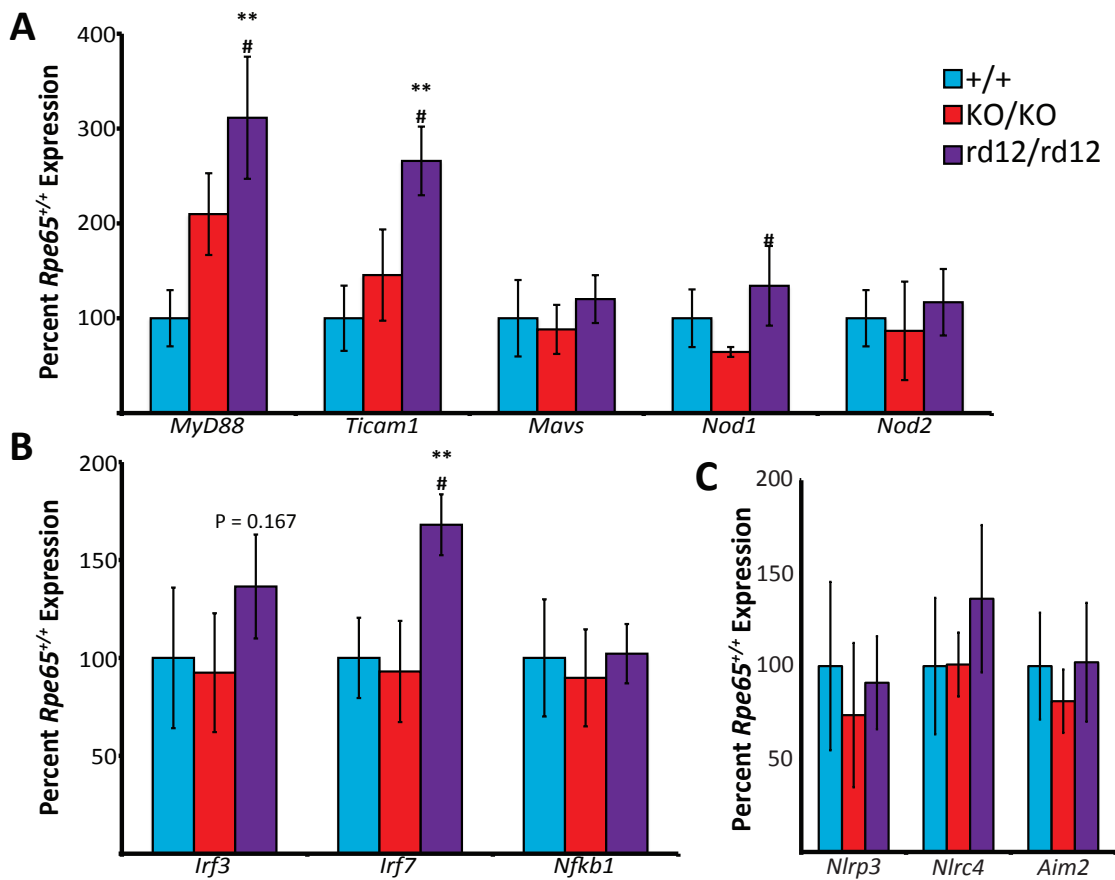 A
Percent Rpe65+/+ Expression
400
300
200
100
**
#
**
#
#
+/+
KO/KO
rd12/rd12
MyD88 Ticam1 Mavs Nod1 Nod2
B
Percent Rpe65+/+ Expression
200
150
100
50
P = 0.167
**
#
Irf3 Irf7 Nfkb1
C
Percent Rpe65+/+ Expression
200
150
100
50
Nlrp3 Nlrc4 Aim2